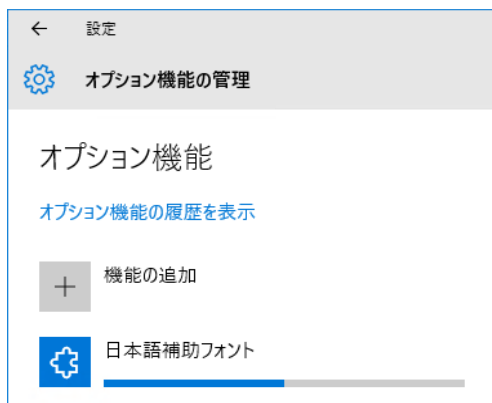 設定
オプション機能の管理
オプション機能
オプション機能の履歴を表示
機能の追加
日本語補助フォント